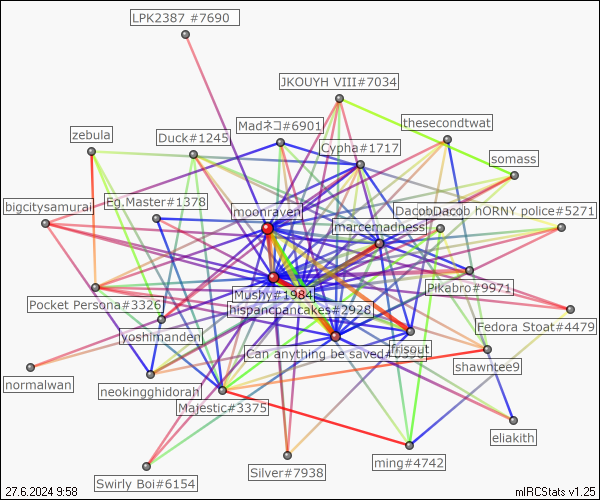 LPK2387 #7690
JKOUYH VIII#7034
Madネコ#6901
thesecondtwat
zebula
Duck#1245
Cypha#1717
somass
bigcitysamurai
Eg.Master#1378
moonraven
DacobDacob hORNY police#5271
marcemadness
Mushy#1984
Pikabro#9971
Pocket Persona#3326
hispancpancakes#2928
Fedora Stoat#4479
yoshimanden
Can anything be saved
frisout
shawntee9
normalwan
neokingghidorah
Majestic#3375
eliakith
Swirly Boi#6154
Silver#7938
ming#4742
27.6.2024 9:58
mIRCStats v1.25